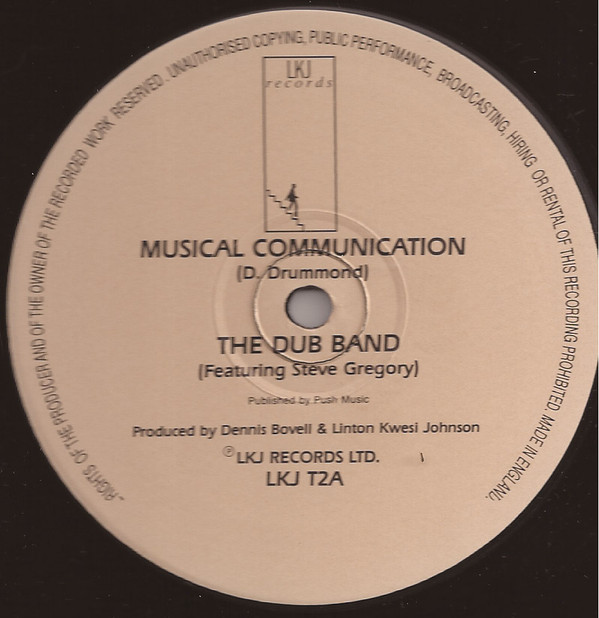 ...RIGHTS OF THE PRODUCER AND OF THE OWNER OF THE RECORDED WORK RESERVED. UNAUTHORISED COPYING, PUBLIC PERFORMANCE, BROADCASTING, HIRING OR RENTAL OF THIS RECORDING PROHIBITED. MADE IN ENGLAND.
LKJ
records
MUSICAL COMMUNICATION
(D. Drummond)
THE DUB BAND
(Featuring Steve Gregory)
Published by Push Music
Produced by Dennis Bovell & Linton Kwesi Johnson
℗LKJ RECORDS LTD.
LKJ T2A